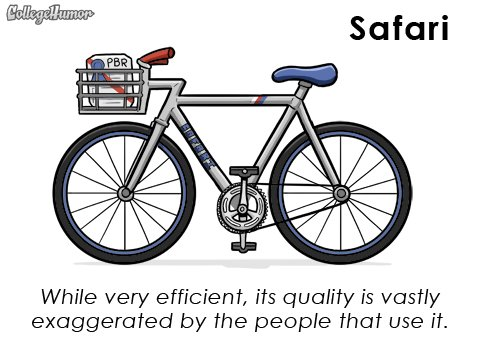 CollegeHumor
Safari
PBR
While very efficient, its quality is vastly
exaggerated by the people that use it.